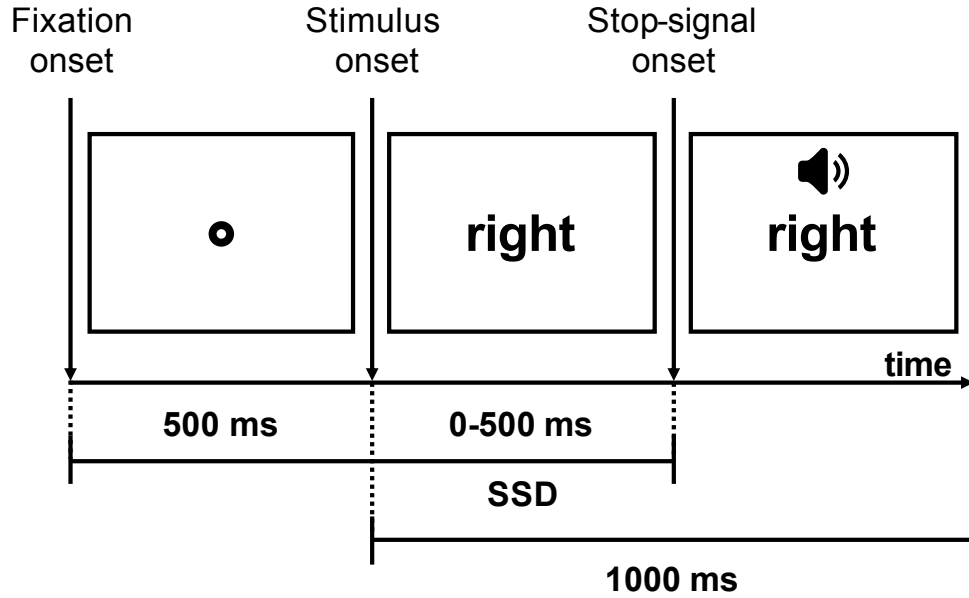 Fixation
onset
Stimulus
onset
Stop-signal
onset
right
right
time
500 ms
0-500 ms
SSD
1000 ms